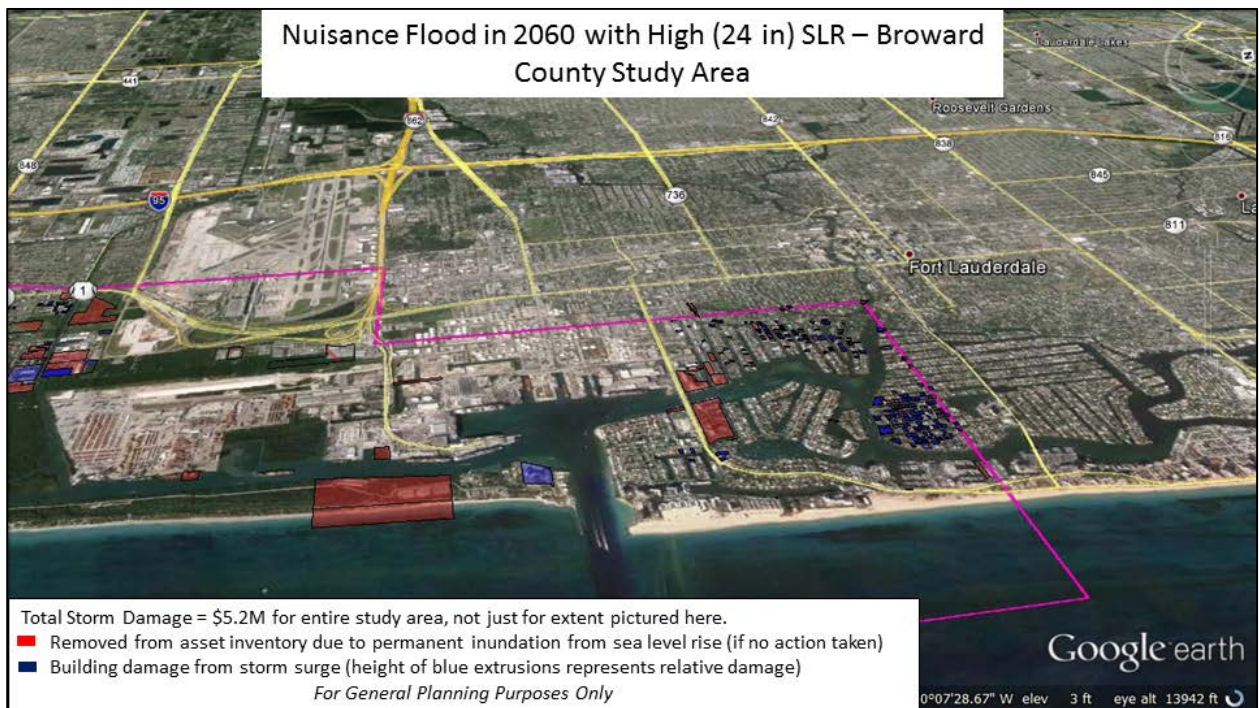 Nuisance Flood in 2060 with High (24 in) SLR – Broward
County Study Area
Lauderdale Lakes
441
Roosevelt Gardens
862
842
848
838
816
95
736
845
811
La
Fort Lauderdale
1
Total Storm Damage = $5.2M for entire study area, not just for extent pictured here.
Removed from asset inventory due to permanent inundation from sea level rise (if no action taken)
Building damage from storm surge (height of blue extrusions represents relative damage)
For General Planning Purposes Only
Google earth
0°07'28.67" W elev 3 ft eye alt 13942 ft